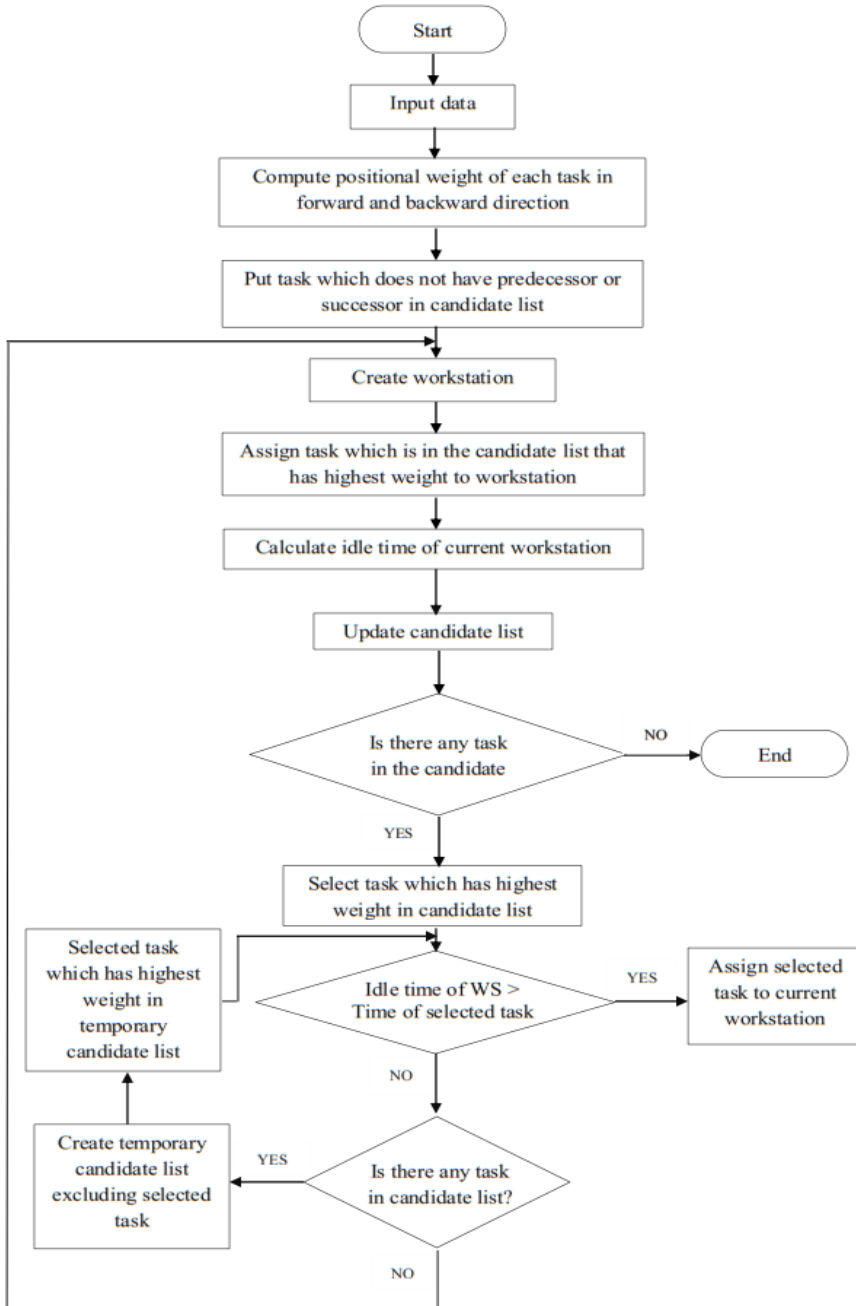 Start
Input data
Compute positional weight of each task in
forward and backward direction
Put task which does not have predecessor or
successor in candidate list
Create workstation
Assign task which is in the candidate list that
has highest weight to workstation
Calculate idle time of current workstation
Update candidate list
Is there any task
in the candidate
NO
End
YES
Select task which has highest
weight in candidate list
Selected task
which has highest
weight in
temporary
candidate list
Idle time of WS >
Time of selected task
YES
Assign selected
task to current
workstation
NO
Create temporary
candidate list
excluding selected
task
YES
Is there any task
in candidate list?
NO